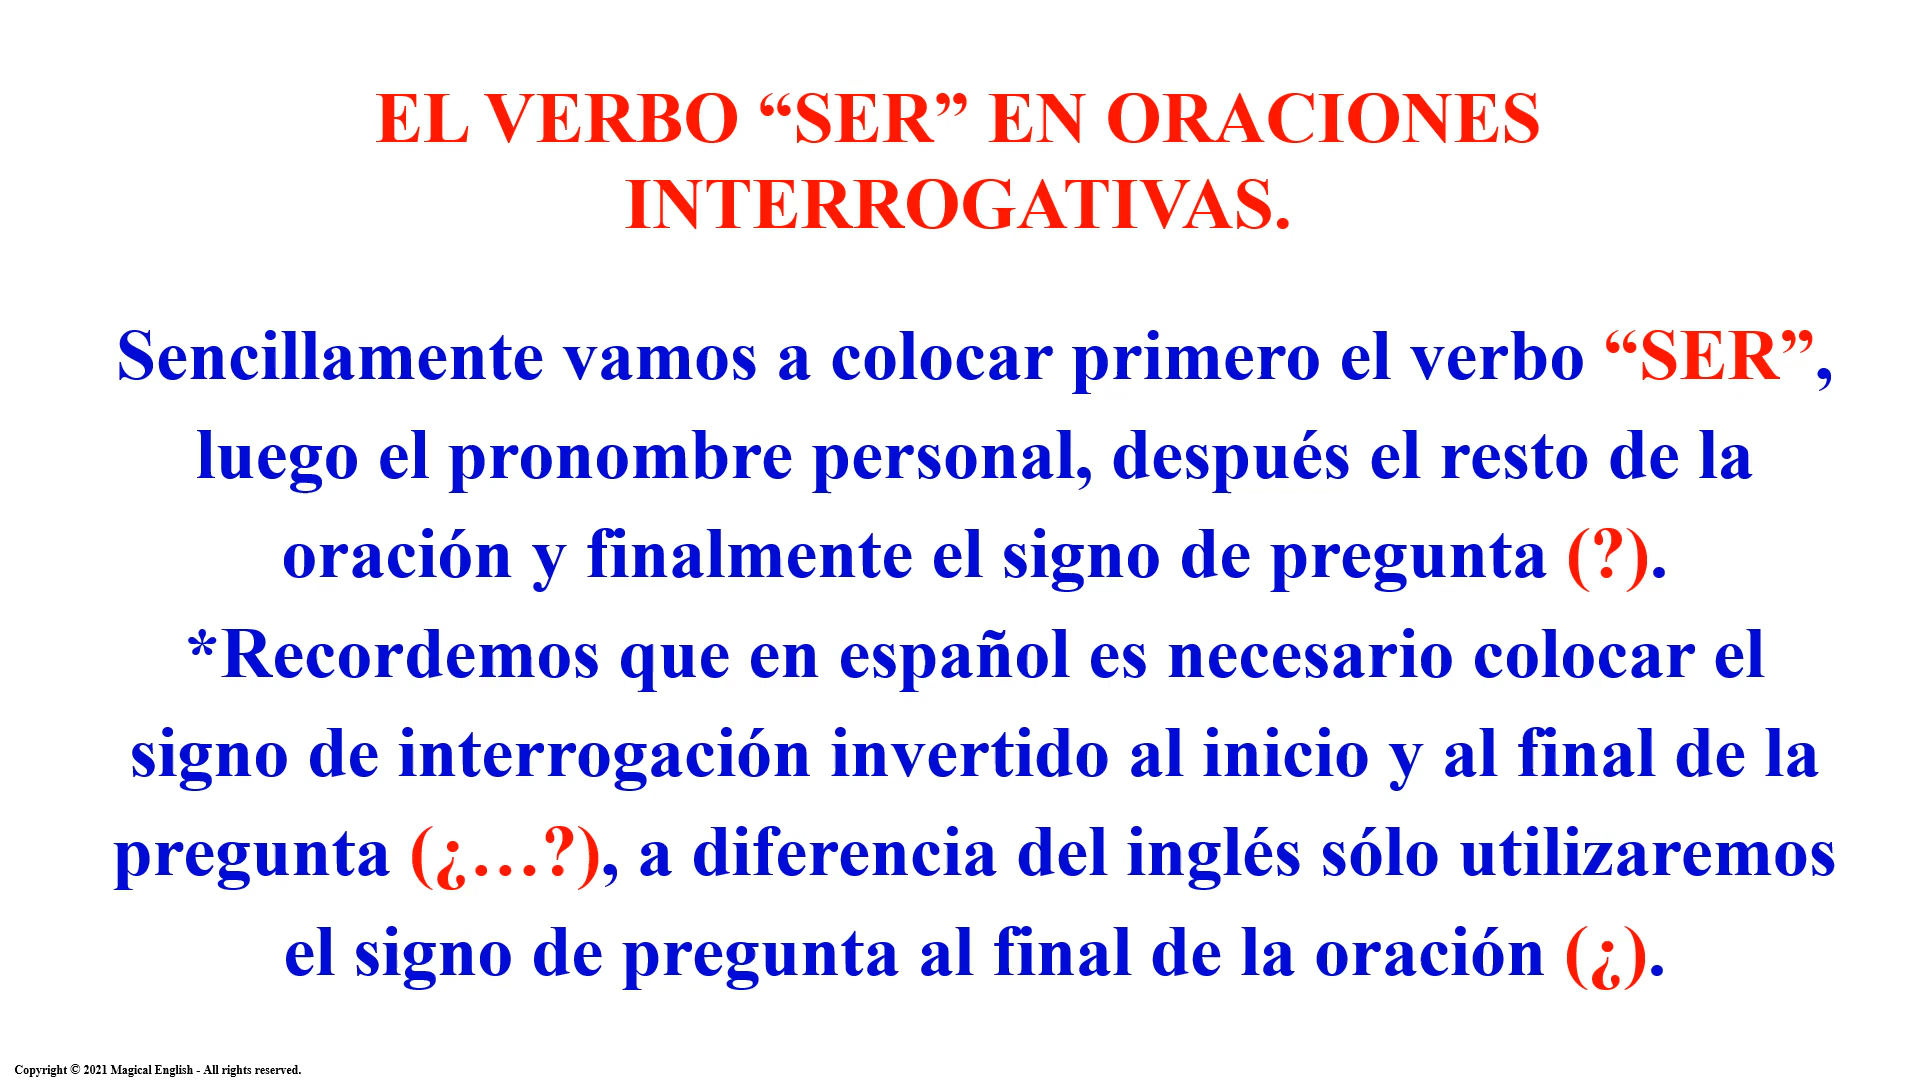 EL VERBO “SER” EN ORACIONES
INTERROGATIVAS.
Sencillamente vamos a colocar primero el verbo “SER”,
luego el pronombre personal, después el resto de la
oración y finalmente el signo de pregunta (?).
*Recordemos que en español es necesario colocar el
signo de interrogación invertido al inicio y al final de la
pregunta (¿…?), a diferencia del inglés sólo utilizaremos
el signo de pregunta al final de la oración (¿).
Copyright © 2021 Magical English - All rights reserved.